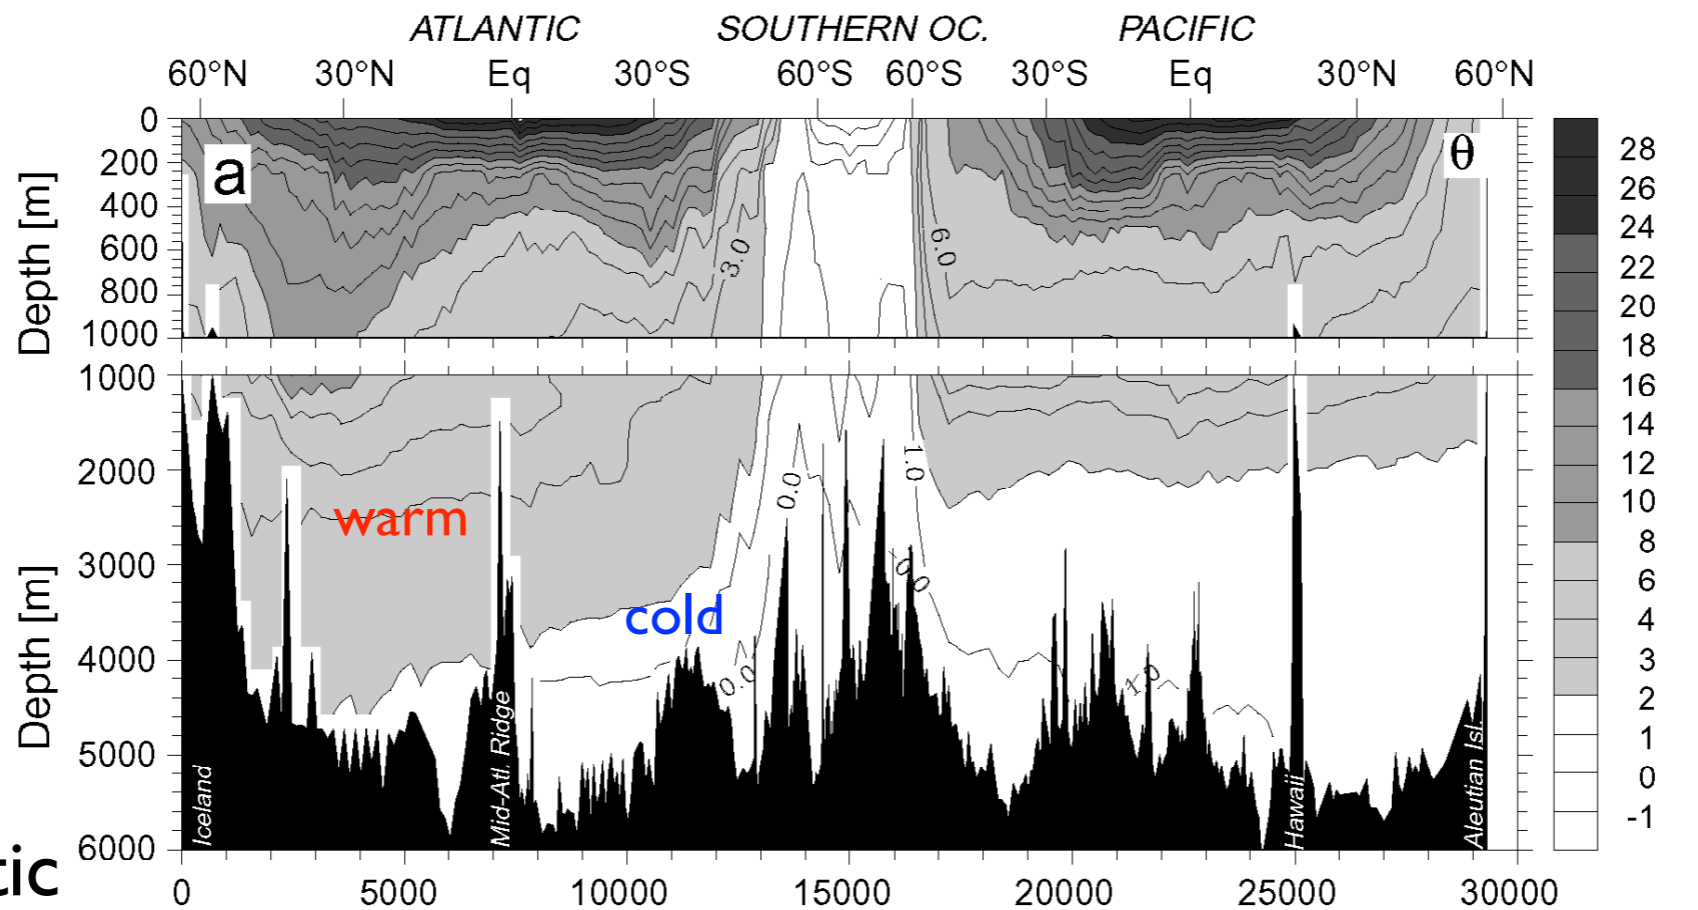 ATLANTIC SOUTHERN OC. PACIFIC
60°N 30°N Eq 30°S 60°S 60°S 30°S Eq 30°N 60°N
Depth [m]
0
200
400
600
800
1000
a
θ
3.0
6.0
28
26
24
22
20
18
16
14
12
10
8
6
4
3
2
1
0
-1
Depth [m]
1000
2000
3000
4000
5000
6000
warm
cold
0.0
1.0
0.0
0.0
1.0
Iceland
Mid-Atl. Ridge
Hawaii
Aleutian Isl.
tic
0 5000 10000 15000 20000 25000 30000